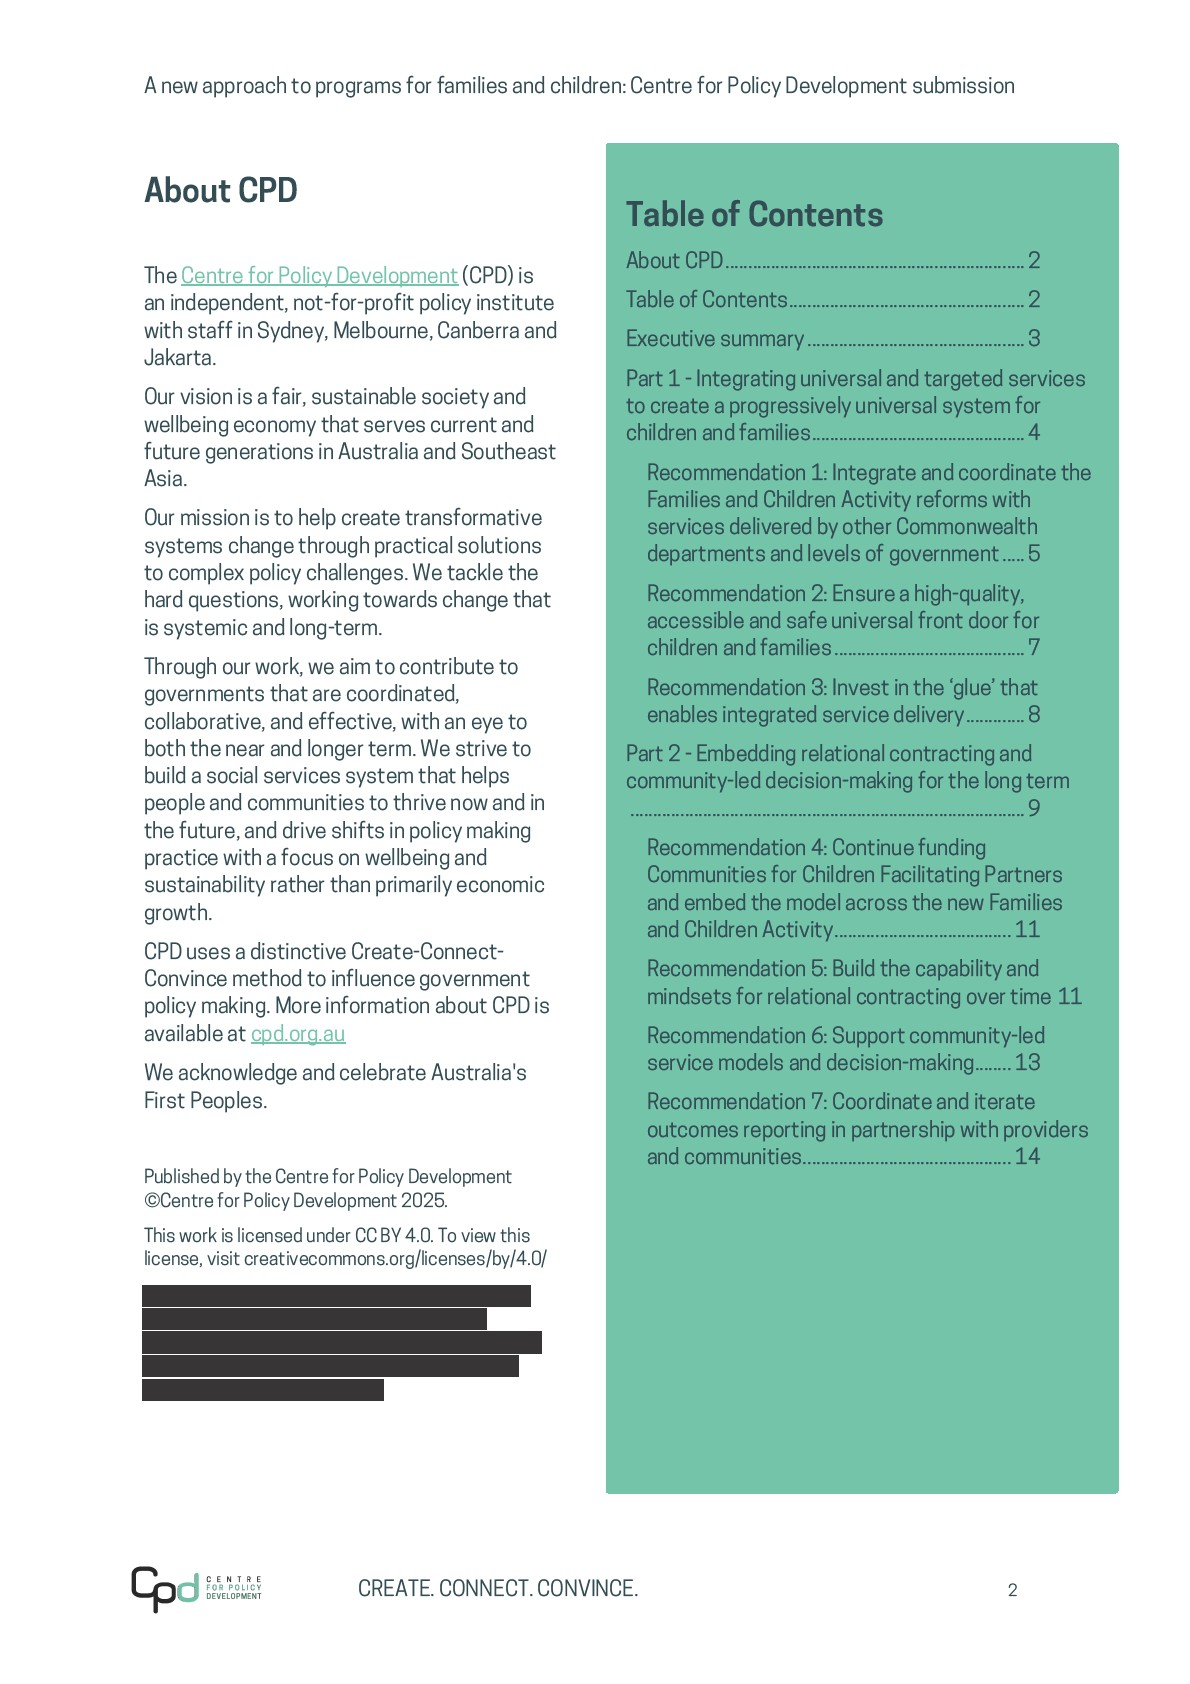 A new approach to programs for families and children: Centre for Policy Development submission
About CPD
The Centre for Policy Development (CPD) is
an independent, not-for-profit policy institute
with staff in Sydney, Melbourne, Canberra and
Jakarta.
Our vision is a fair, sustainable society and
wellbeing economy that serves current and
future generations in Australia and Southeast
Asia.
Our mission is to help create transformative
systems change through practical solutions
to complex policy challenges. We tackle the
hard questions, working towards change that
is systemic and long-term.
Through our work, we aim to contribute to
governments that are coordinated,
collaborative, and effective, with an eye to
both the near and longer term. We strive to
build a social services system that helps
people and communities to thrive now and in
the future, and drive shifts in policy making
practice with a focus on wellbeing and
sustainability rather than primarily economic
growth.
CPD uses a distinctive Create-Connect-
Convince method to influence government
policy making. More information about CPD is
available at cpd.org.au
We acknowledge and celebrate Australia's
First Peoples.
Published by the Centre for Policy Development
©Centre for Policy Development 2025.
This work is licensed under CC BY 4.0. To view this
license, visit creativecommons.org/licenses/by/4.0/
Table of Contents
About CPD.................................................................. 2
Table of Contents.................................................... 2
Executive summary ................................................ 3
Part 1 - Integrating universal and targeted services
to create a progressively universal system for
children and families............................................... 4
Recommendation 1: Integrate and coordinate the
Families and Children Activity reforms with
services delivered by other Commonwealth
departments and levels of government ..... 5
Recommendation 2: Ensure a high-quality,
accessible and safe universal front door for
children and families .......................................... 7
Recommendation 3: Invest in the ‘glue’ that
enables integrated service delivery ............. 8
Part 2 - Embedding relational contracting and
community-led decision-making for the long term
....................................................................................... 9
Recommendation 4: Continue funding
Communities for Children Facilitating Partners
and embed the model across the new Families
and Children Activity....................................... 11
Recommendation 5: Build the capability and
mindsets for relational contracting over time 11
Recommendation 6: Support community-led
service models and decision-making........ 13
Recommendation 7: Coordinate and iterate
outcomes reporting in partnership with providers
and communities.............................................. 14
cpd CENTRE
FOR POLICY
DEVELOPMENT
CREATE. CONNECT. CONVINCE.
2